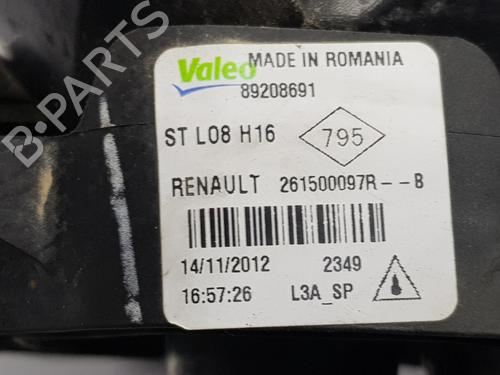 Valeo MADE IN ROMANIA
89208691
ST L08 H16 795
RENAULT 261500097R--B
14/11/2012 2349
16:57:26 L3A_SP
B-PARTS